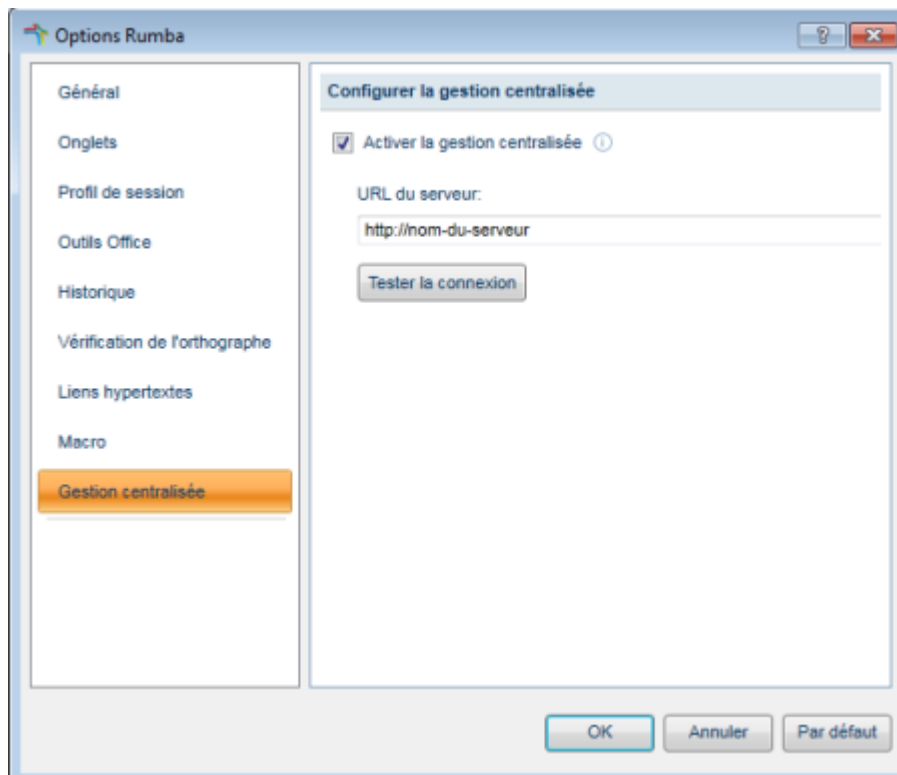 Options Rumba
Général
Onglets
Profil de session
Outils Office
Historique
Vérification de l'orthographe
Liens hypertextes
Macro
Gestion centralisée
Configurer la gestion centralisée
Activer la gestion centralisée
URL du serveur:
http://nom-du-serveur
Tester la connexion
OK
Annuler
Par défaut